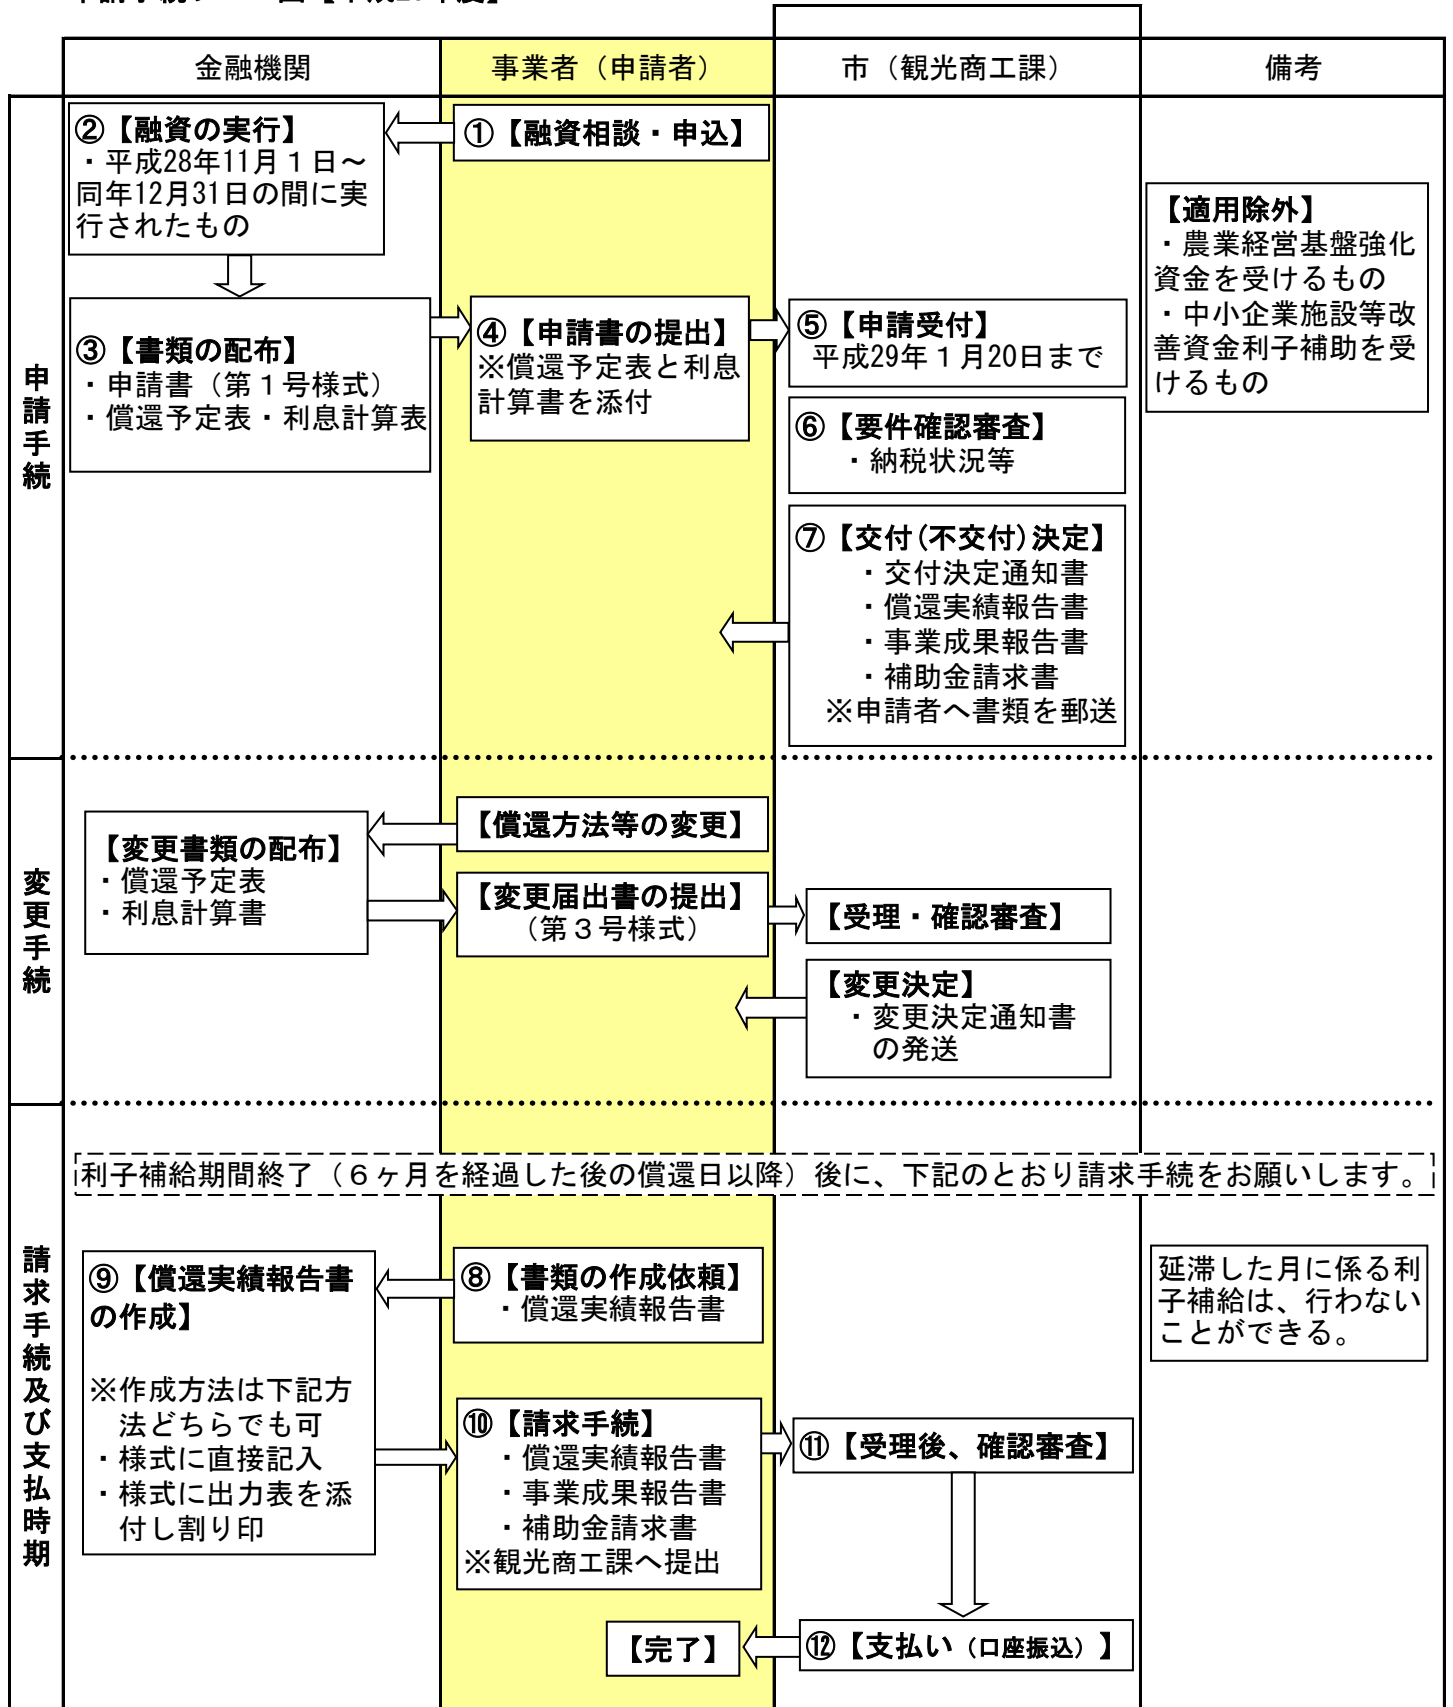 金融機関
事業者（申請者）
市（観光商工課）
備考
申請手続
①【融資相談・申込】
②【融資の実行】
・平成28年11月１日～
同年12月31日の間に実
行されたもの
③【書類の配布】
・申請書（第１号様式）
・償還予定表・利息計算表
④【申請書の提出】
※償還予定表と利息
計算書を添付
⑤【申請受付】
平成29年１月20日まで
⑥【要件確認審査】
・納税状況等
⑦【交付(不交付)決定】
・交付決定通知書
・償還実績報告書
・事業成果報告書
・補助金請求書
※申請者へ書類を郵送
【適用除外】
・農業経営基盤強化
資金を受けるもの
・中小企業施設等改
善資金利子補助を受
けるもの
変更手続
【償還方法等の変更】
【変更書類の配布】
・償還予定表
・利息計算書
【変更届出書の提出】
（第３号様式）
【受理・確認審査】
【変更決定】
・変更決定通知書
の発送
請求手続及び支払時期
利子補給期間終了（６ヶ月を経過した後の償還日以降）後に、下記のとおり請求手続をお願いします。
⑧【書類の作成依頼】
・償還実績報告書
⑨【償還実績報告書
の作成】
※作成方法は下記方
法どちらでも可
・様式に直接記入
・様式に出力表を添
付し割り印
⑩【請求手続】
・償還実績報告書
・事業成果報告書
・補助金請求書
※観光商工課へ提出
⑪【受理後、確認審査】
⑫【支払い（口座振込）】
【完了】
延滞した月に係る利
子補給は、行わない
ことができる。